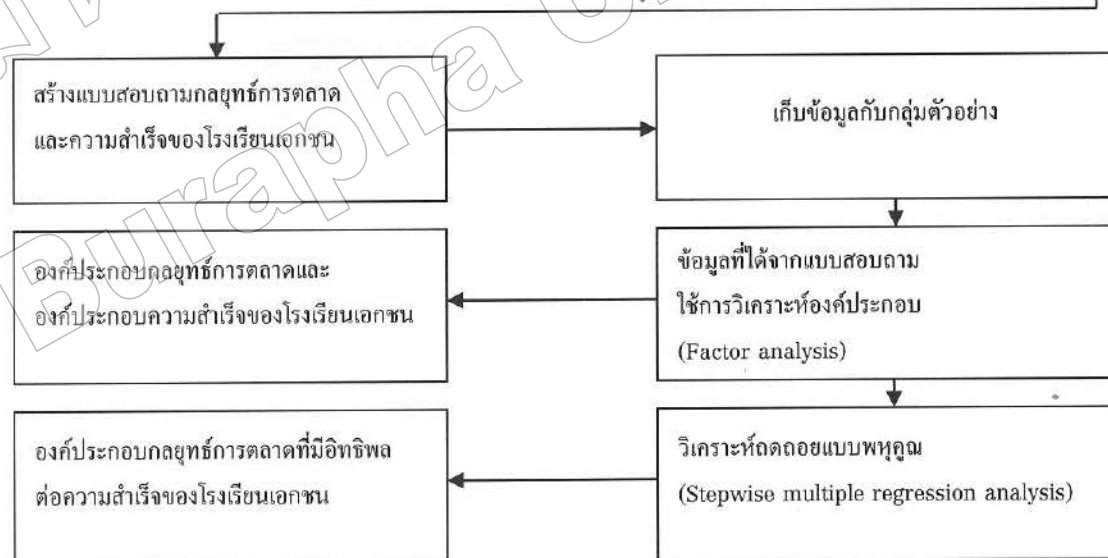 สร้างแบบสอบถามกลยุทธ์การตลาด
และความสำเร็จของโรงเรียนเอกชน
เก็บข้อมูลกับกลุ่มตัวอย่าง
องค์ประกอบกลยุทธ์การตลาดและ
องค์ประกอบความสำเร็จของโรงเรียนเอกชน
ข้อมูลที่ได้จากแบบสอบถาม
ใช้การวิเคราะห์องค์ประกอบ
(Factor analysis)
องค์ประกอบกลยุทธ์การตลาดที่มีอิทธิพล
ต่อความสำเร็จของโรงเรียนเอกชน
วิเคราะห์ถดถอยแบบพหุคูณ
(Stepwise multiple regression analysis)
Burapha